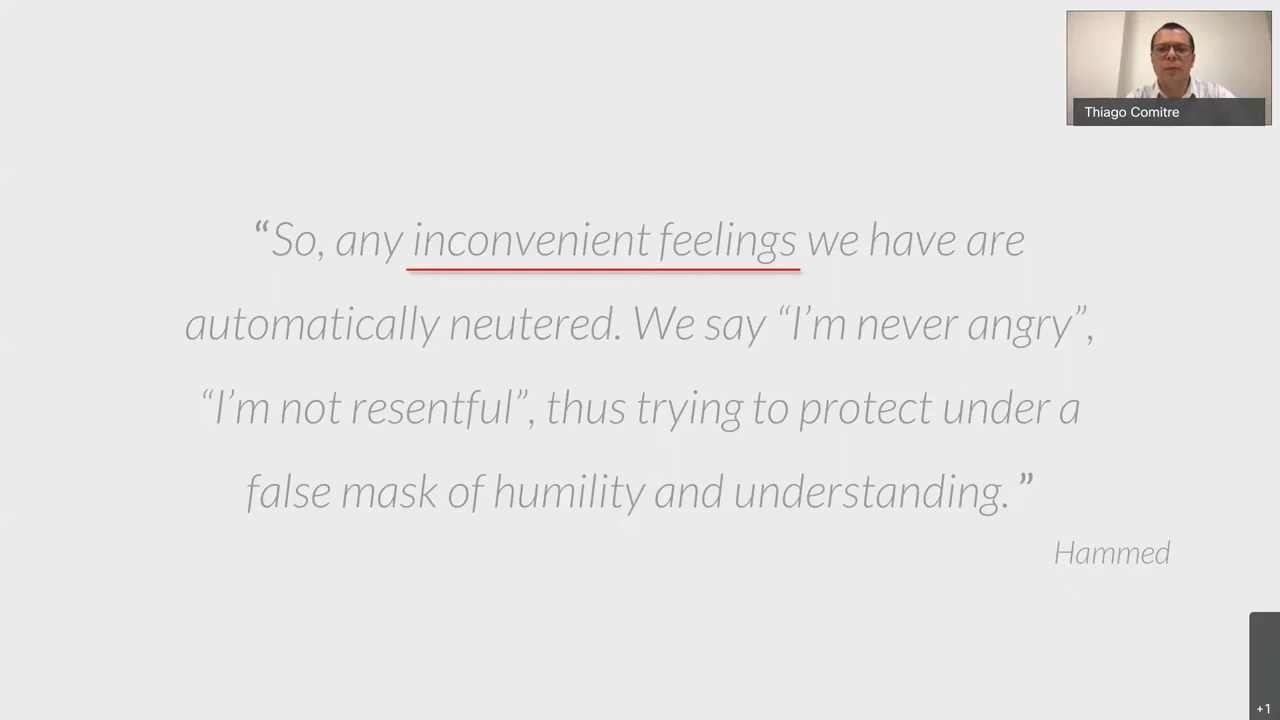 Thiago Comitre
“So, any inconvenient feelings we have are
automatically neutered. We say “I’m never angry”,
“I’m not resentful”, thus trying to protect under a
false mask of humility and understanding.”
Hammed
+1